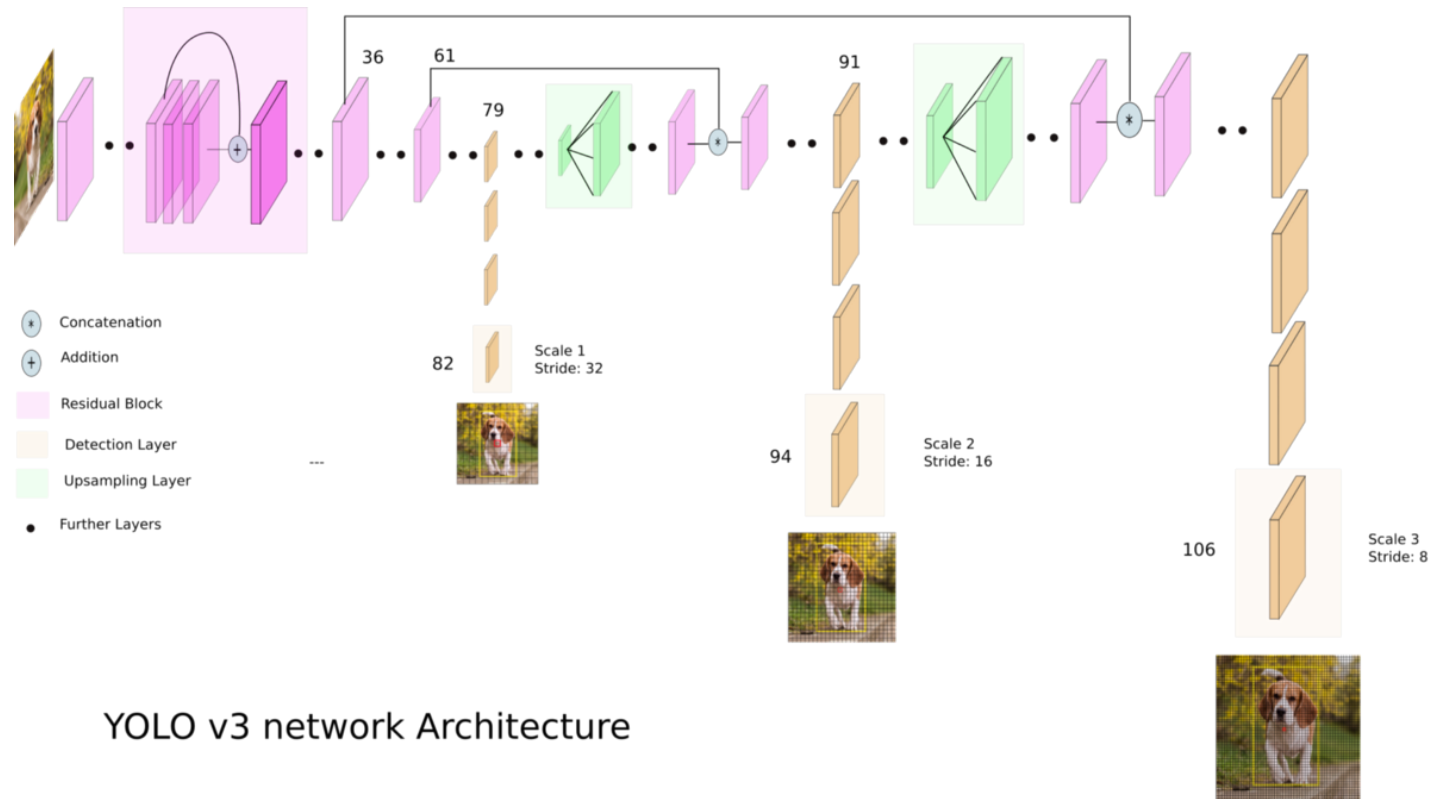 36
61
79
91
*
*
+
* Concatenation
+ Addition
Residual Block
Detection Layer
Upsampling Layer
Further Layers
---
82
Scale 1
Stride: 32
94
Scale 2
Stride: 16
106
Scale 3
Stride: 8
YOLO v3 network Architecture